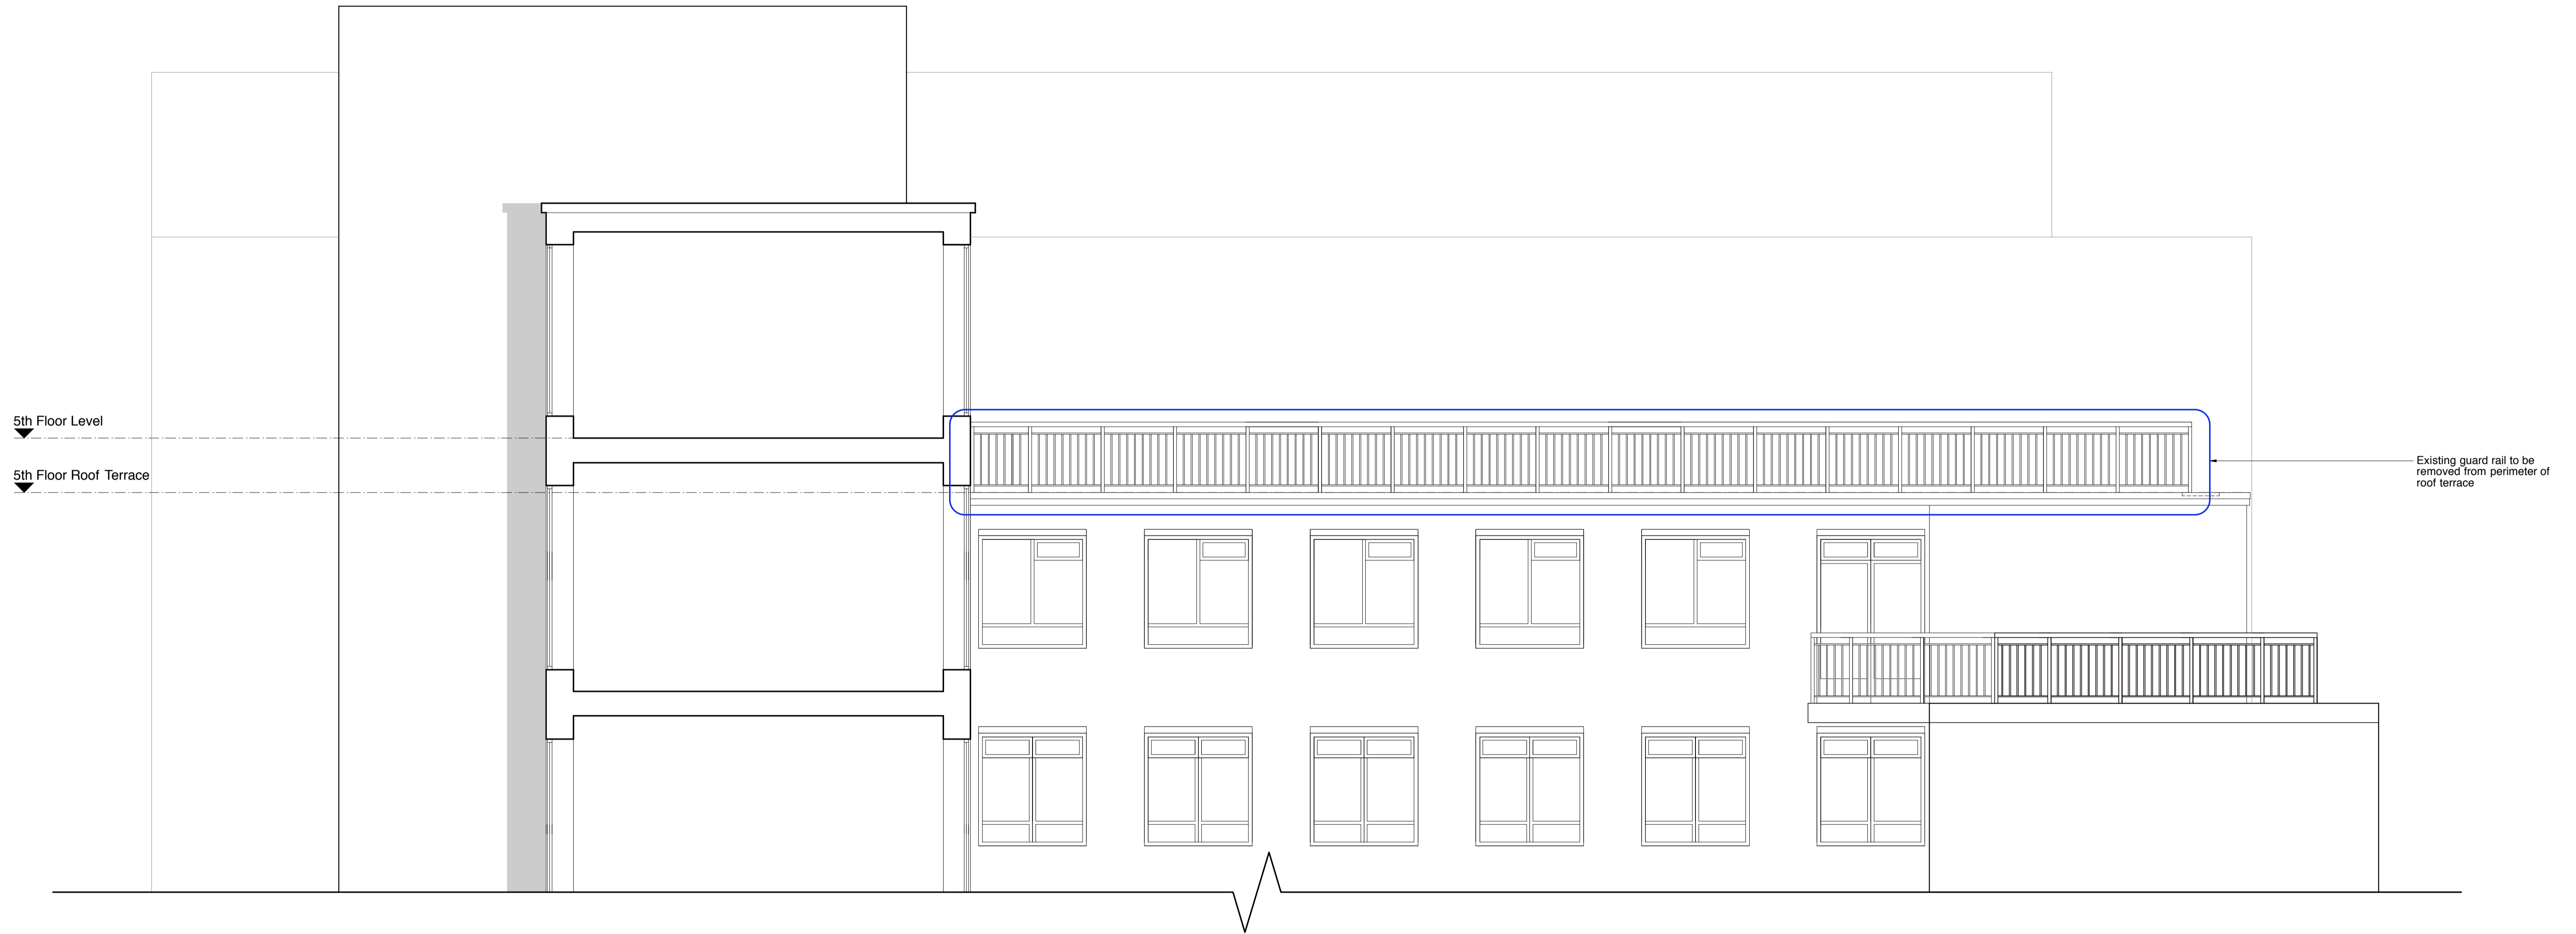 5th Floor Level
5th Floor Roof Terrace
Existing guard rail to be
removed from perimeter of
roof terrace